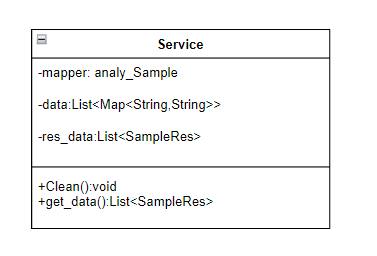 Service
-mapper: analy_Sample
-data:List<Map<String,String>>
-res_data:List<SampleRes>
+Clean():void
+get_data():List<SampleRes>